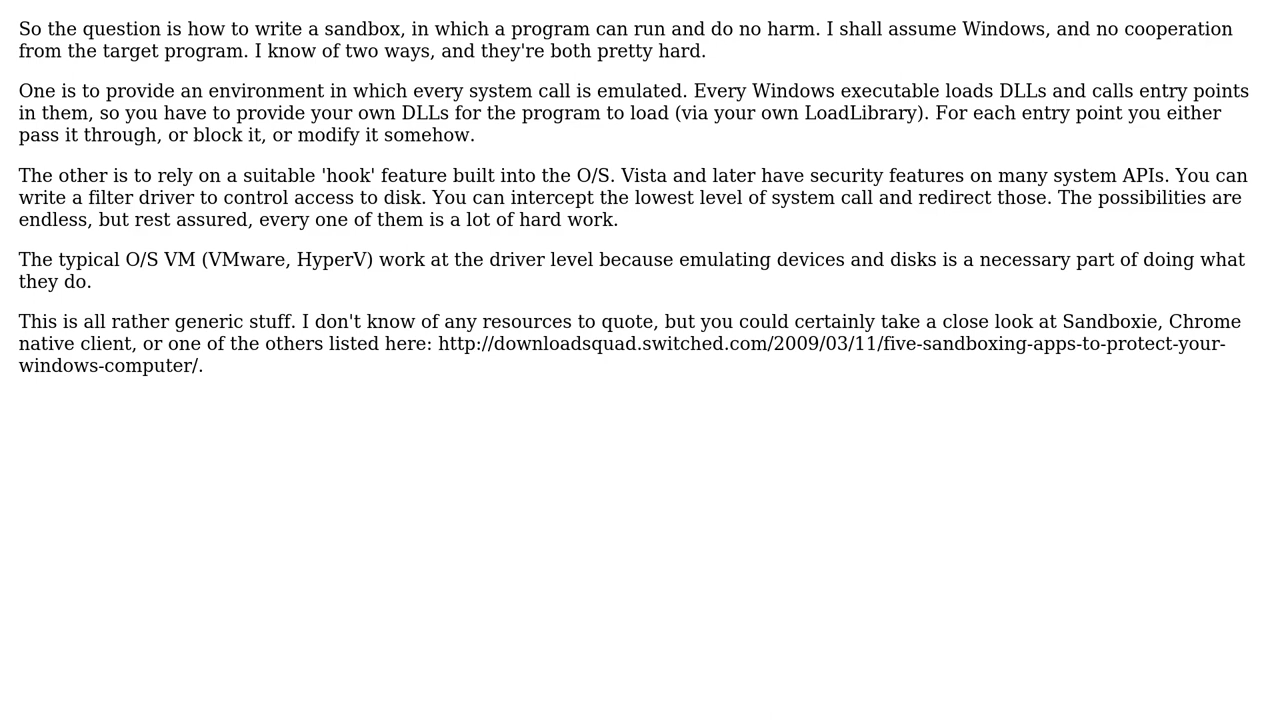 So the question is how to write a sandbox, in which a program can run and do no harm. I shall assume Windows, and no cooperation
from the target program. I know of two ways, and they're both pretty hard.
One is to provide an environment in which every system call is emulated. Every Windows executable loads DLLs and calls entry points
in them, so you have to provide your own DLLs for the program to load (via your own LoadLibrary). For each entry point you either
pass it through, or block it, or modify it somehow.
The other is to rely on a suitable 'hook' feature built into the O/S. Vista and later have security features on many system APIs. You can
write a filter driver to control access to disk. You can intercept the lowest level of system call and redirect those. The possibilities are
endless, but rest assured, every one of them is a lot of hard work.
The typical O/S VM (VMware, HyperV) work at the driver level because emulating devices and disks is a necessary part of doing what
they do.
This is all rather generic stuff. I don't know of any resources to quote, but you could certainly take a close look at Sandboxie, Chrome
native client, or one of the others listed here: http://downloadsquad.switched.com/2009/03/11/five-sandboxing-apps-to-protect-your-
windows-computer/.